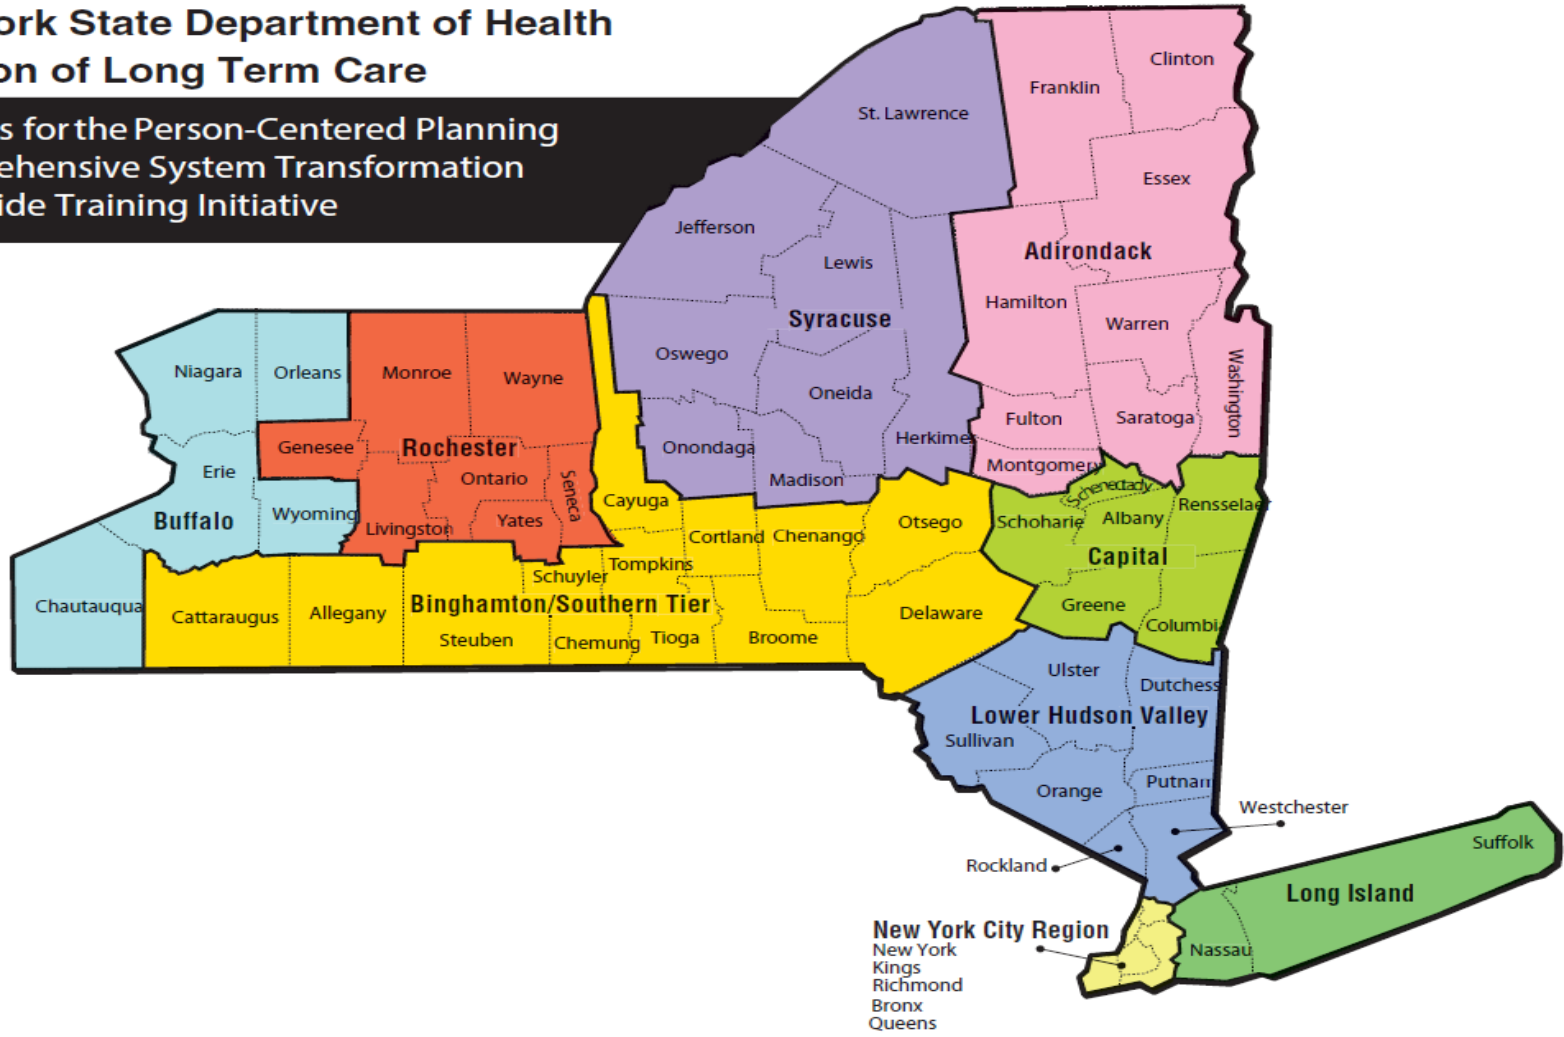 ork State Department of Health
on of Long Term Care
s for the Person-Centered Planning
ehensive System Transformation
ide Training Initiative
Clinton
Franklin
St. Lawrence
Essex
Jefferson
Adirondack
Lewis
Hamilton
Syracuse
Warren
Oswego
Washington
Niagara
Orleans
Monroe
Wayne
Oneida
Fulton
Saratoga
Herkimer
Genesee
Rochester
Onondaga
Montgomery
Erie
Ontario
Seneca
Madison
Schenectady
Cayuga
Rensselaer
Buffalo
Wyoming
Livingston
Yates
Otsego
Schoharie
Albany
Cortland
Chenango
Capital
Tompkins
Schuyler
Chautauqua
Cattaraugus
Allegany
Binghamton/Southern Tier
Delaware
Greene
Columbi
Steuben
Chemung
Tioga
Broome
Ulster
Dutchess
Lower Hudson Valley
Sullivan
Orange
Putnam
Westchester
Rockland
Suffolk
Long Island
New York City Region
New York
Kings
Richmond
Bronx
Queens
Nassau